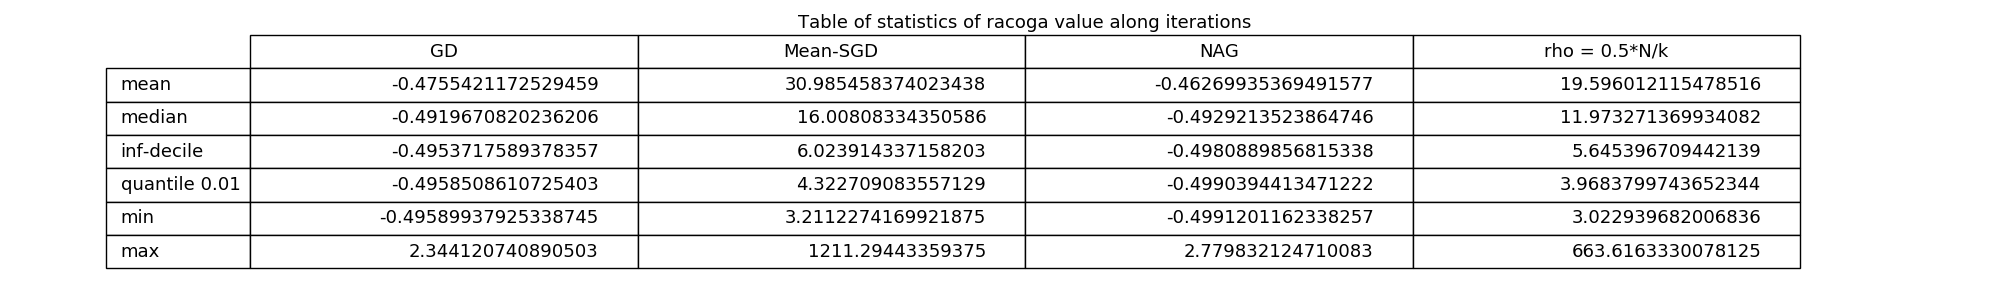 Table of statistics of racoga value along iterations
GD Mean-SGD NAG rho = 0.5*N/k
mean -0.4755421172529459 30.985458374023438 -0.46269935369491577 19.596012115478516
median -0.4919670820236206 16.00808334350586 -0.4929213523864746 11.973271369934082
inf-decile -0.4953717589378357 6.023914337158203 -0.4980889856815338 5.645396709442139
quantile 0.01 -0.4958508610725403 4.322709083557129 -0.4990394413471222 3.9683799743652344
min -0.49589937925338745 3.2112274169921875 -0.4991201162338257 3.022939682006836
max 2.344120740890503 1211.29443359375 2.779832124710083 663.6163330078125